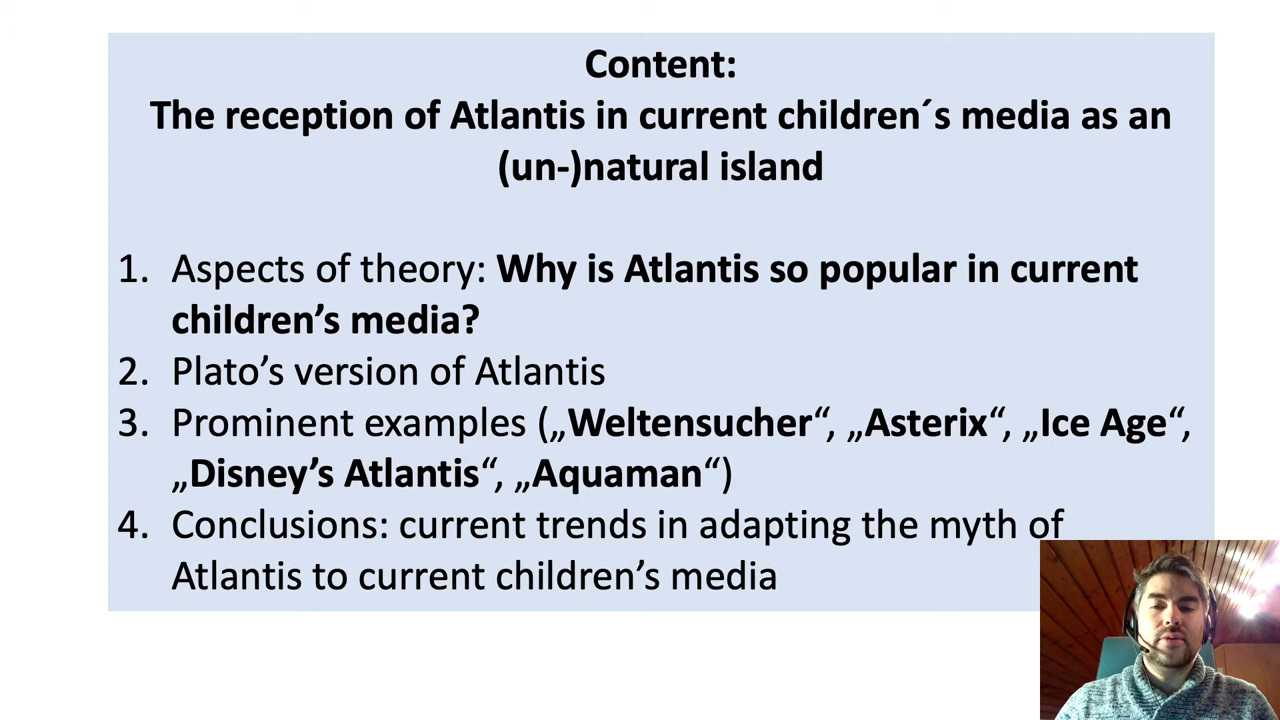 Content:
The reception of Atlantis in current children´s media as an
(un-)natural island
1. Aspects of theory: Why is Atlantis so popular in current
children’s media?
2. Plato’s version of Atlantis
3. Prominent examples („Weltensucher“, „Asterix“, „Ice Age“,
„Disney’s Atlantis“, „Aquaman“)
4. Conclusions: current trends in adapting the myth of
Atlantis to current children’s media